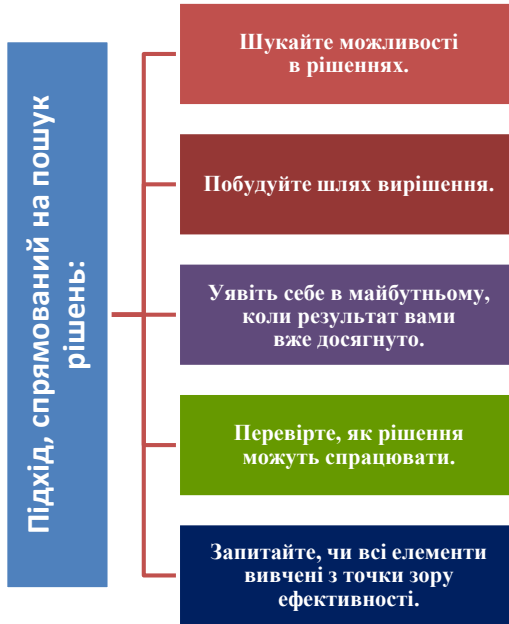 Підхід, спрямований на пошук
рішень:
Шукайте можливості
в рішеннях.
Побудуйте шлях вирішення.
Уявіть себе в майбутньому,
коли результат вами
вже досягнуто.
Перевірте, як рішення
можуть спрацювати.
Запитайте, чи всі елементи
вивчені з точки зору
ефективності.